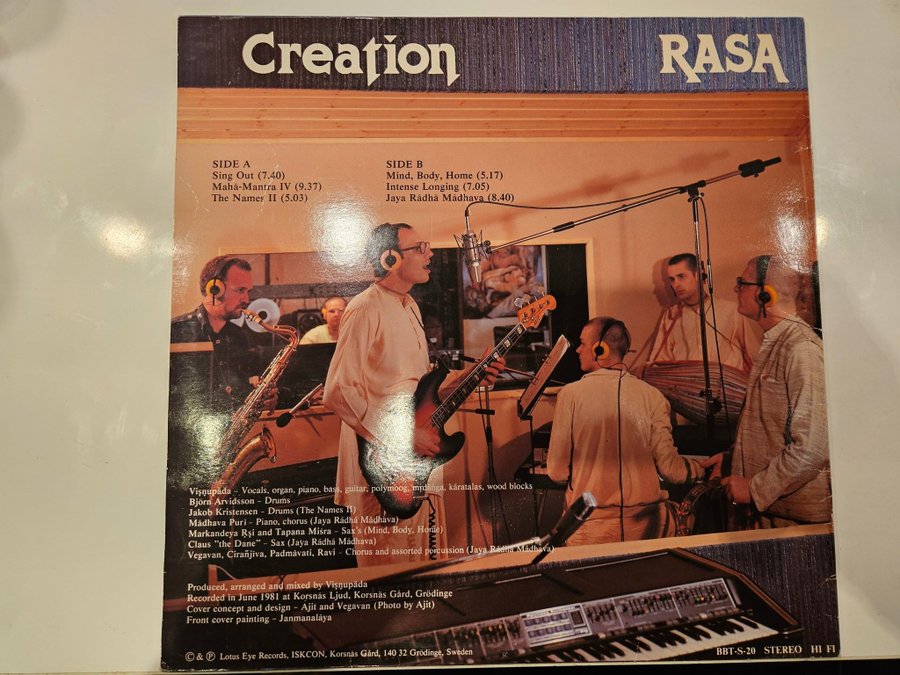 Creation
RASA
SIDE A
Sing Out (7.40)
Mahā-Mantra IV (9.37)
The Names II (5.03)
SIDE B
Mind, Body, Home (5.17)
Intense Longing (7.05)
Jaya Rādhā Mādhava (8.40)
Viṣṇupāda – Vocals, organ, piano, bass, guitar, polymoog, mṛdaṅga, káratalas, wood blocks
Björn Arvidsson – Drums
Jakob Kristensen – Drums (The Names II)
Mādhava Puri – Piano, chorus (Jaya Rādhā Mādhava)
Markandeya Ṛṣi and Tapana Miśra – Sax's (Mind, Body, Home)
Claus "the Dane" – Sax (Jaya Rādhā Mādhava)
Vegavan, Cirañjiva, Padmávati, Ravi – Chorus and assorted percussion (Jaya Rādhā Mādhava)
Produced, arranged and mixed by Viṣṇupāda
Recorded in June 1981 at Korsnäs Ljud, Korsnäs Gård, Grödinge
Cover concept and design – Ajit and Vegavan (Photo by Ajit)
Front cover painting – Janmanalāya
© & ℗ Lotus Eye Records, ISKCON, Korsnäs Gård, 140 32 Grödinge, Sweden
BBT-S-20 STEREO HI FI